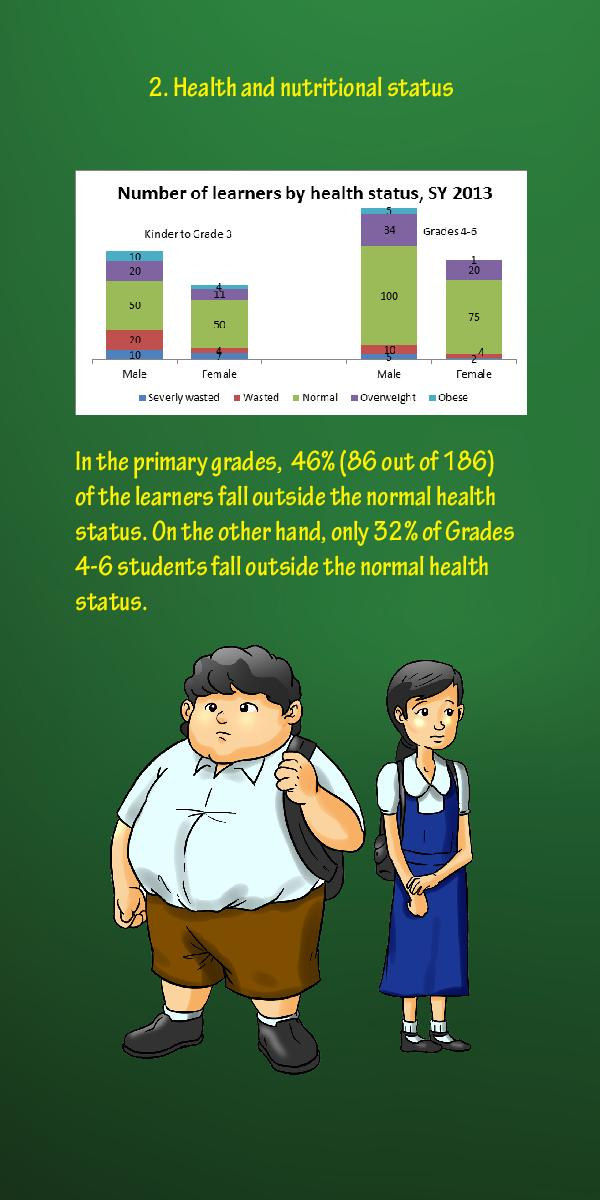 2. Health and nutritional status
Number of learners by health status, SY 2013
Kinder to Grade 3
Grades 4-6
5
34
100
10
5
10
20
50
20
10
4
11
50
4
7
1
20
75
4
2
Male
Female
Male
Female
Severly wasted
Wasted
Normal
Overweight
Obese
In the primary grades, 46% (86 out of 186)
of the learners fall outside the normal health
status. On the other hand, only 32% of Grades
4-6 students fall outside the normal health
status.